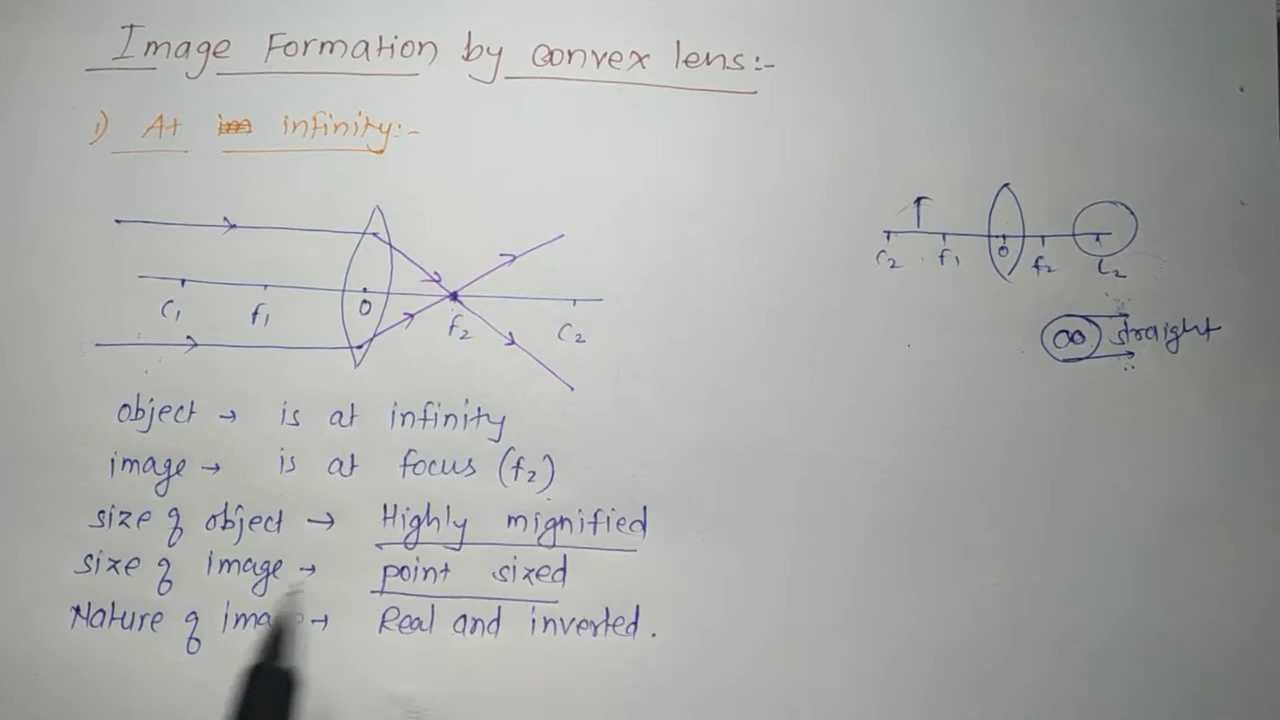 Image Formation by convex lens:-
i) At im infinity:-
C1 f1 O f2 C2
C2 f1 O f2 C2
∞ straight
object → is at infinity
image → is at focus (f2)
size of object → Highly mignified
size of image → point sized
Nature of image → Real and inverted.